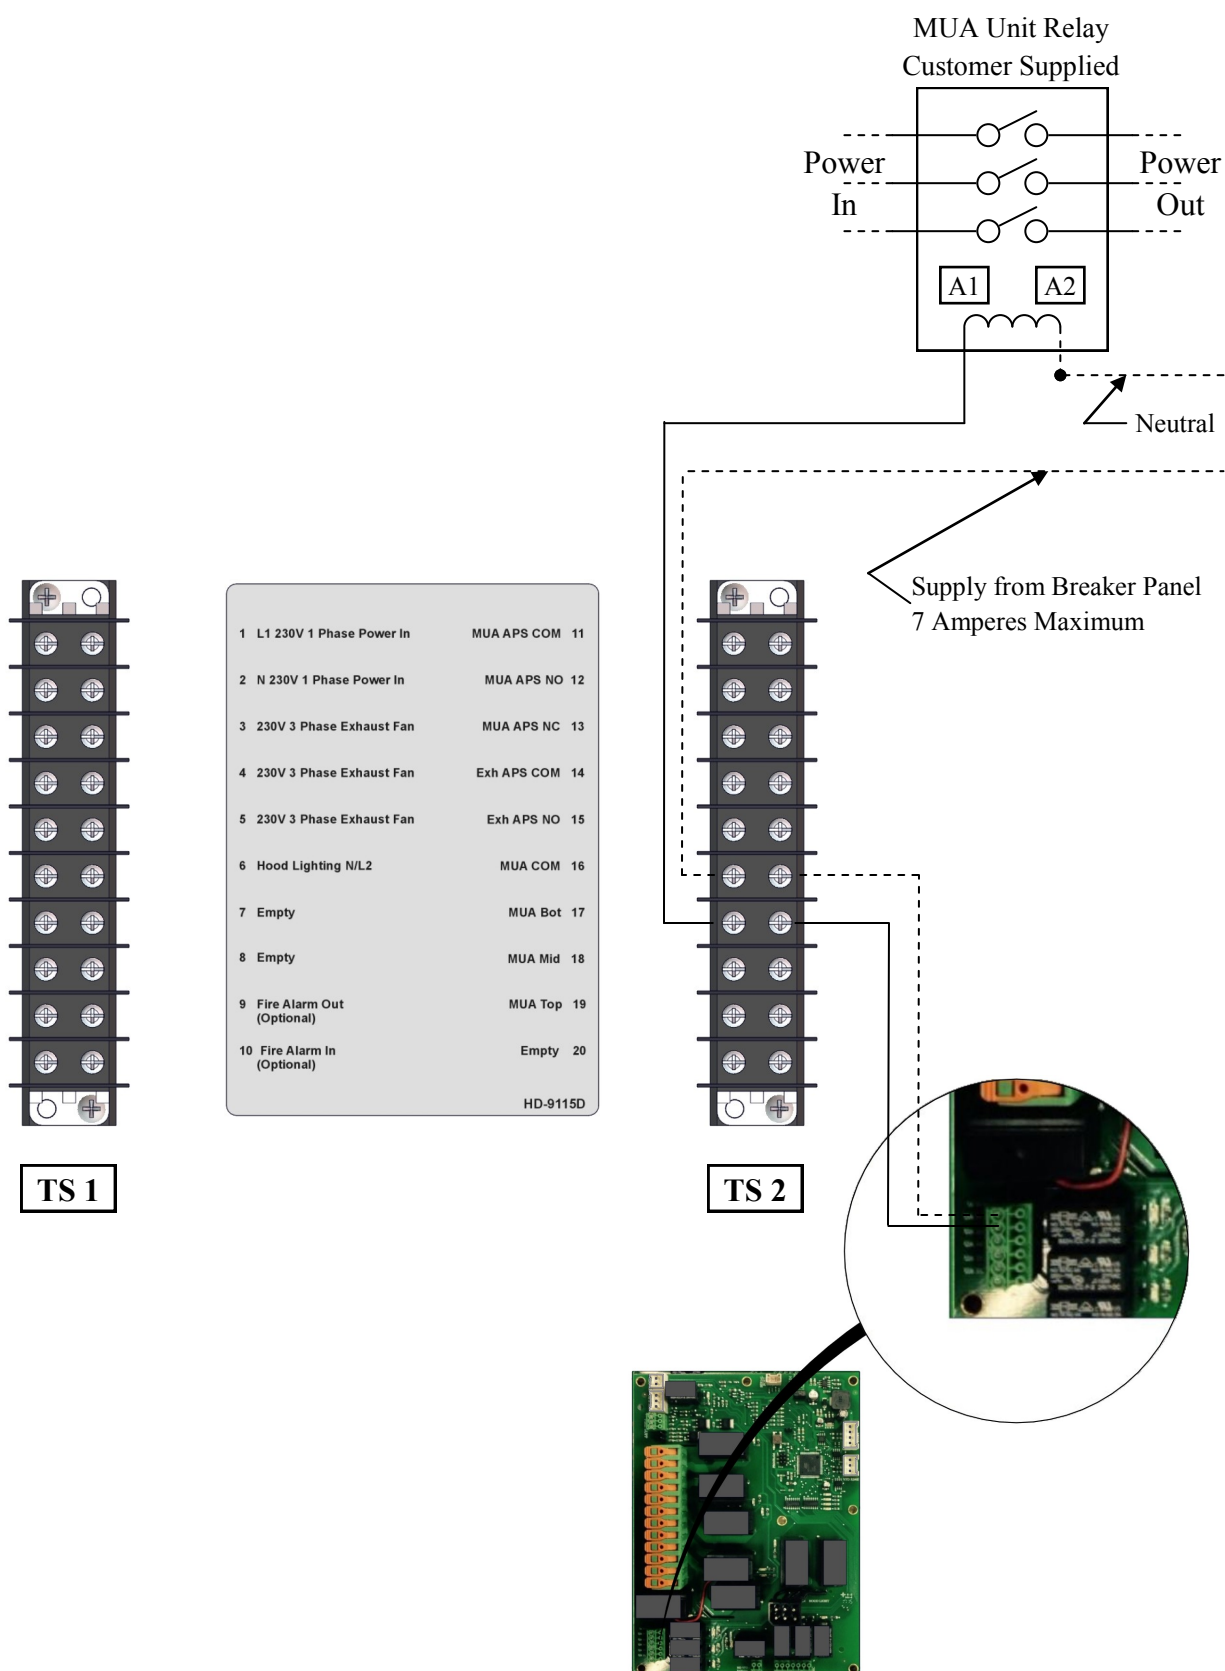 MUA Unit Relay
Customer Supplied
Power
In
Power
Out
A1
A2
Neutral
Supply from Breaker Panel
7 Amperes Maximum
1 L1 230V 1 Phase Power In MUA APS COM 11
2 N 230V 1 Phase Power In MUA APS NO 12
3 230V 3 Phase Exhaust Fan MUA APS NC 13
4 230V 3 Phase Exhaust Fan Exh APS COM 14
5 230V 3 Phase Exhaust Fan Exh APS NO 15
6 Hood Lighting N/L2 MUA COM 16
7 Empty MUA Bot 17
8 Empty MUA Mid 18
9 Fire Alarm Out MUA Top 19
(Optional)
10 Fire Alarm In Empty 20
(Optional)
HD-9115D
TS 1
TS 2